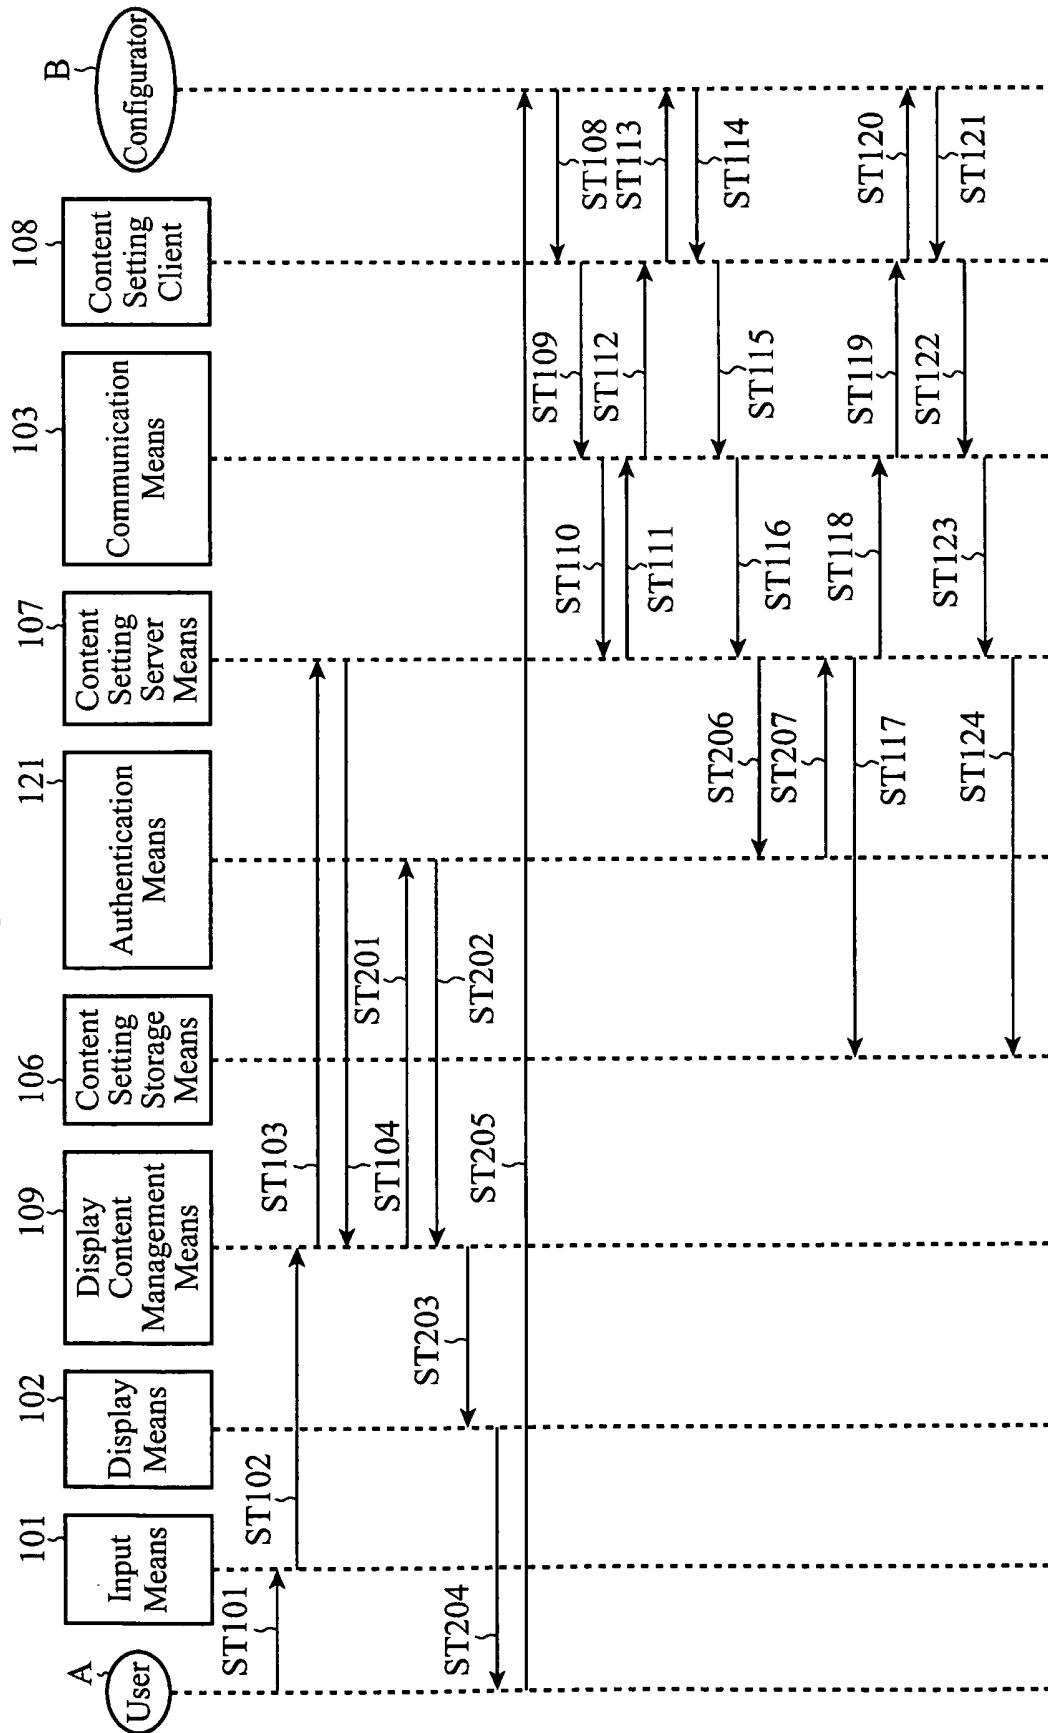 A
User
101
Input
Means
102
Display
Means
109
Display
Content
Management
Means
106
Content
Setting
Storage
Means
121
Authentication
Means
107
Content
Setting
Server
Means
103
Communication
Means
108
Content
Setting
Client
B
Configurator
ST101
ST102
ST103
ST104
ST201
ST202
ST203
ST204
ST205
ST108
ST109
ST110
ST111
ST112
ST113
ST114
ST115
ST116
ST206
ST207
ST117
ST118
ST119
ST120
ST121
ST122
ST123
ST124